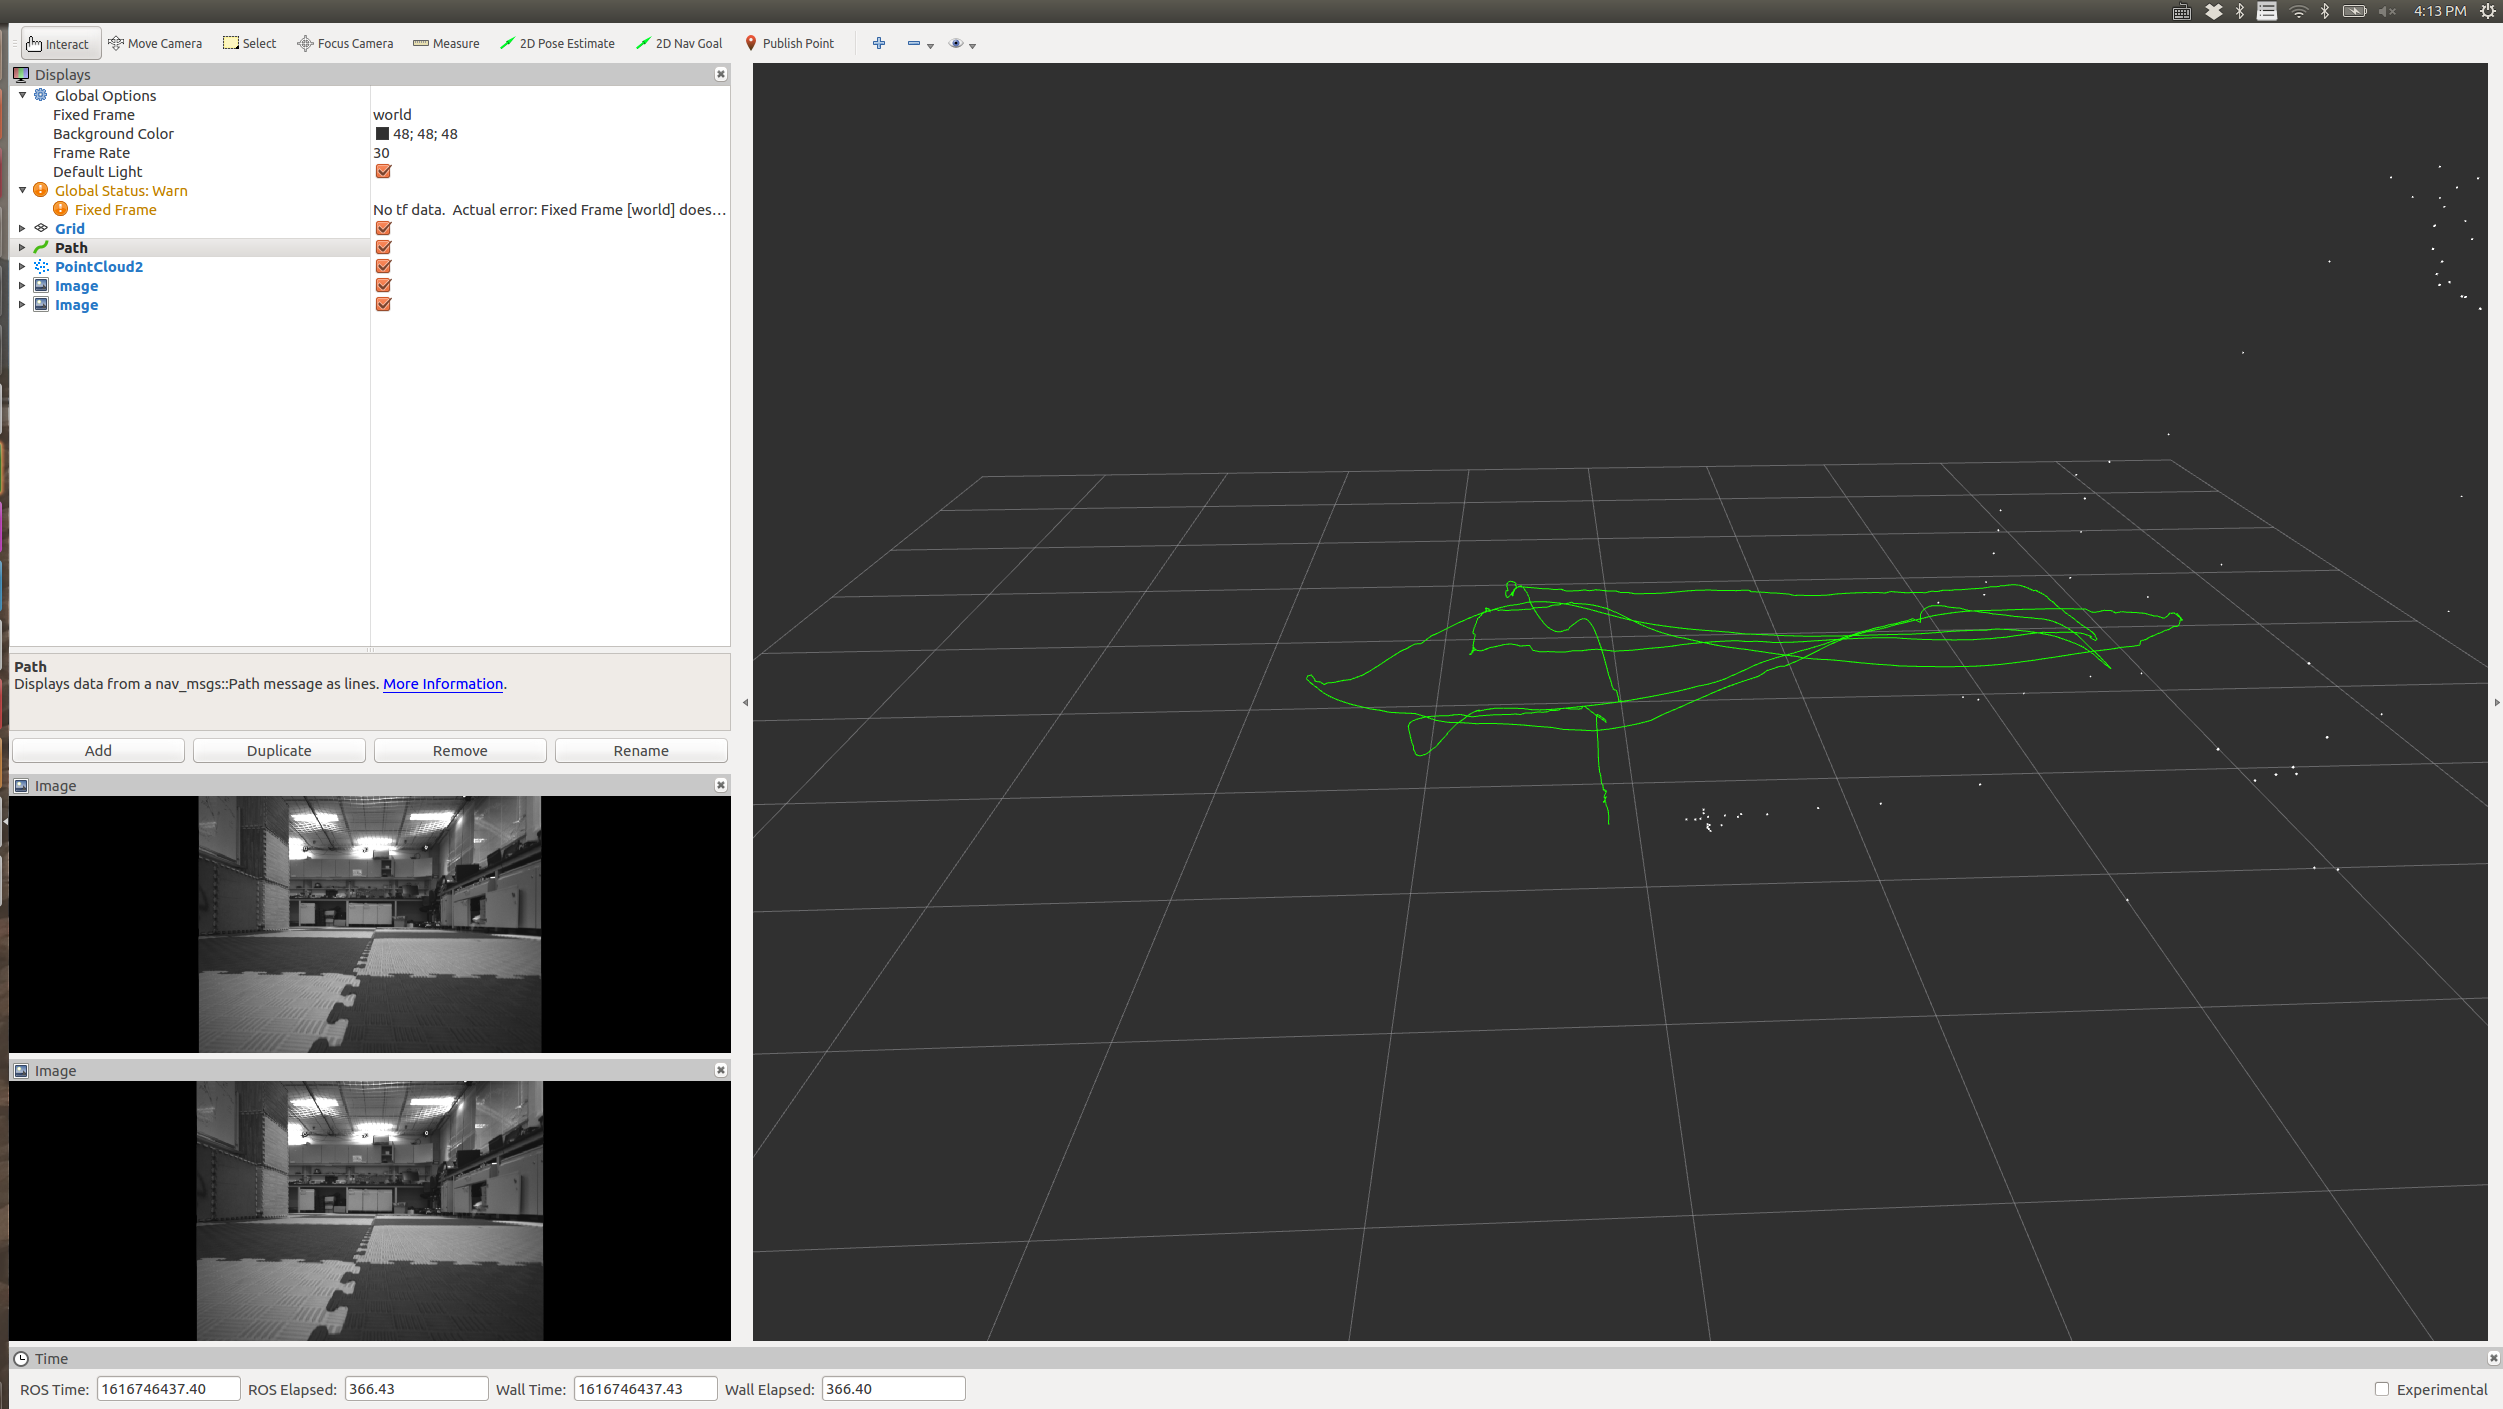 4:13 PM
Interact Move Camera Select Focus Camera Measure 2D Pose Estimate 2D Nav Goal Publish Point
Displays
Global Options
Fixed Frame world
Background Color 48; 48; 48
Frame Rate 30
Default Light
Global Status: Warn
Fixed Frame No tf data.  Actual error: Fixed Frame [world] does...
Grid
Path
PointCloud2
Image
Image
Path
Displays data from a nav_msgs::Path message as lines. More Information.
Add Duplicate Remove Rename
Image
Image
Time
ROS Time: 1616746437.40 ROS Elapsed: 366.43 Wall Time: 1616746437.43 Wall Elapsed: 366.40 Experimental